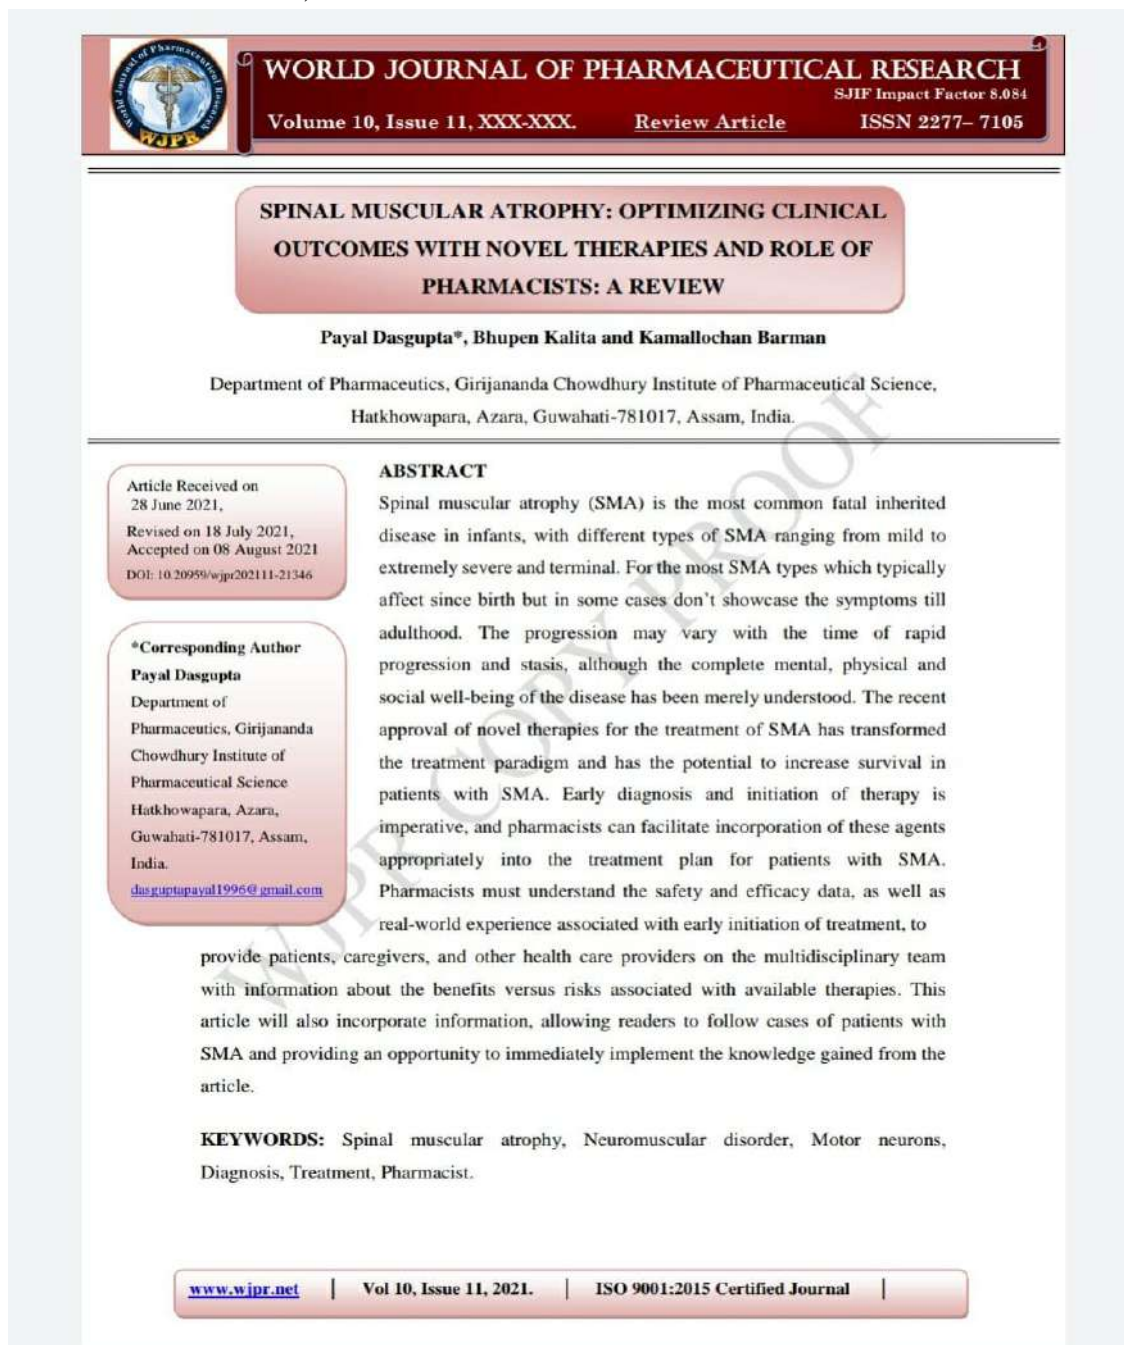 World Journal of Pharmaceutical Research
WJPR
WORLD JOURNAL OF PHARMACEUTICAL RESEARCH
SJIF Impact Factor 8.084
Volume 10, Issue 11, XXX-XXX. Review Article ISSN 2277– 7105
SPINAL MUSCULAR ATROPHY: OPTIMIZING CLINICAL
OUTCOMES WITH NOVEL THERAPIES AND ROLE OF
PHARMACISTS: A REVIEW
Payal Dasgupta*, Bhupen Kalita and Kamallochan Barman
Department of Pharmaceutics, Girijananda Chowdhury Institute of Pharmaceutical Science,
Hatkhowapara, Azara, Guwahati-781017, Assam, India.
Article Received on
28 June 2021,
Revised on 18 July 2021,
Accepted on 08 August 2021
DOI: 10.20959/wjpr202111-21346
*Corresponding Author
Payal Dasgupta
Department of
Pharmaceutics, Girijananda
Chowdhury Institute of
Pharmaceutical Science
Hatkhowapara, Azara,
Guwahati-781017, Assam,
India.
dasguptapayal1996@gmail.com
ABSTRACT
Spinal muscular atrophy (SMA) is the most common fatal inherited
disease in infants, with different types of SMA ranging from mild to
extremely severe and terminal. For the most SMA types which typically
affect since birth but in some cases don't showcase the symptoms till
adulthood. The progression may vary with the time of rapid
progression and stasis, although the complete mental, physical and
social well-being of the disease has been merely understood. The recent
approval of novel therapies for the treatment of SMA has transformed
the treatment paradigm and has the potential to increase survival in
patients with SMA. Early diagnosis and initiation of therapy is
imperative, and pharmacists can facilitate incorporation of these agents
appropriately into the treatment plan for patients with SMA.
Pharmacists must understand the safety and efficacy data, as well as
real-world experience associated with early initiation of treatment, to
provide patients, caregivers, and other health care providers on the multidisciplinary team
with information about the benefits versus risks associated with available therapies. This
article will also incorporate information, allowing readers to follow cases of patients with
SMA and providing an opportunity to immediately implement the knowledge gained from the
article.
KEYWORDS: Spinal muscular atrophy, Neuromuscular disorder, Motor neurons,
Diagnosis, Treatment, Pharmacist.
WJPR COPY PROOF
www.wjpr.net | Vol 10, Issue 11, 2021. | ISO 9001:2015 Certified Journal |